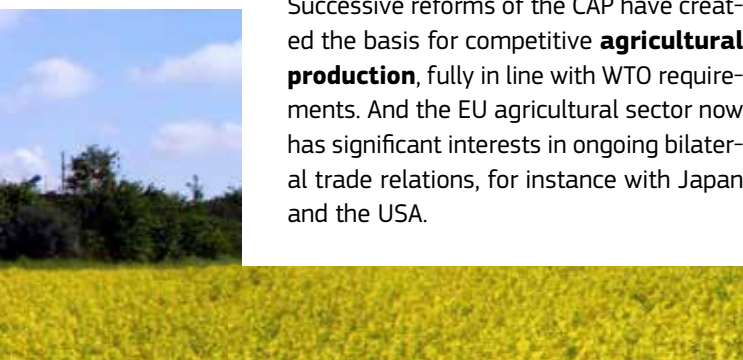 Successive reforms of the CAP have creat-
ed the basis for competitive agricultural
production, fully in line with WTO require-
ments. And the EU agricultural sector now
has significant interests in ongoing bilater-
al trade relations, for instance with Japan
and the USA.